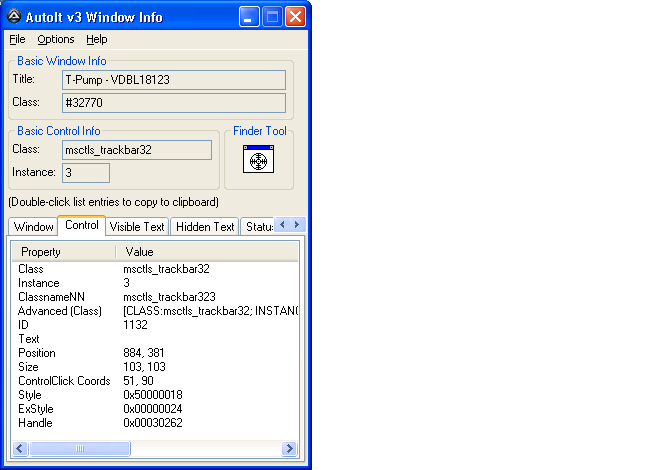 AutoIt v3 Window Info
File Options Help
Basic Window Info
Title: T-Pump - VDBL18123
Class: #32770
Basic Control Info Finder Tool
Class: msctls_trackbar32
Instance: 3
(Double-click list entries to copy to clipboard)
Window Control Visible Text Hidden Text Statu
Property Value
Class msctls_trackbar32
Instance 3
ClassnameNN msctls_trackbar323
Advanced (Class) [CLASS:msctls_trackbar32; INSTANC
ID 1132
Text
Position 884, 381
Size 103, 103
ControlClick Coords 51, 90
Style 0x50000018
ExStyle 0x00000024
Handle 0x00030262